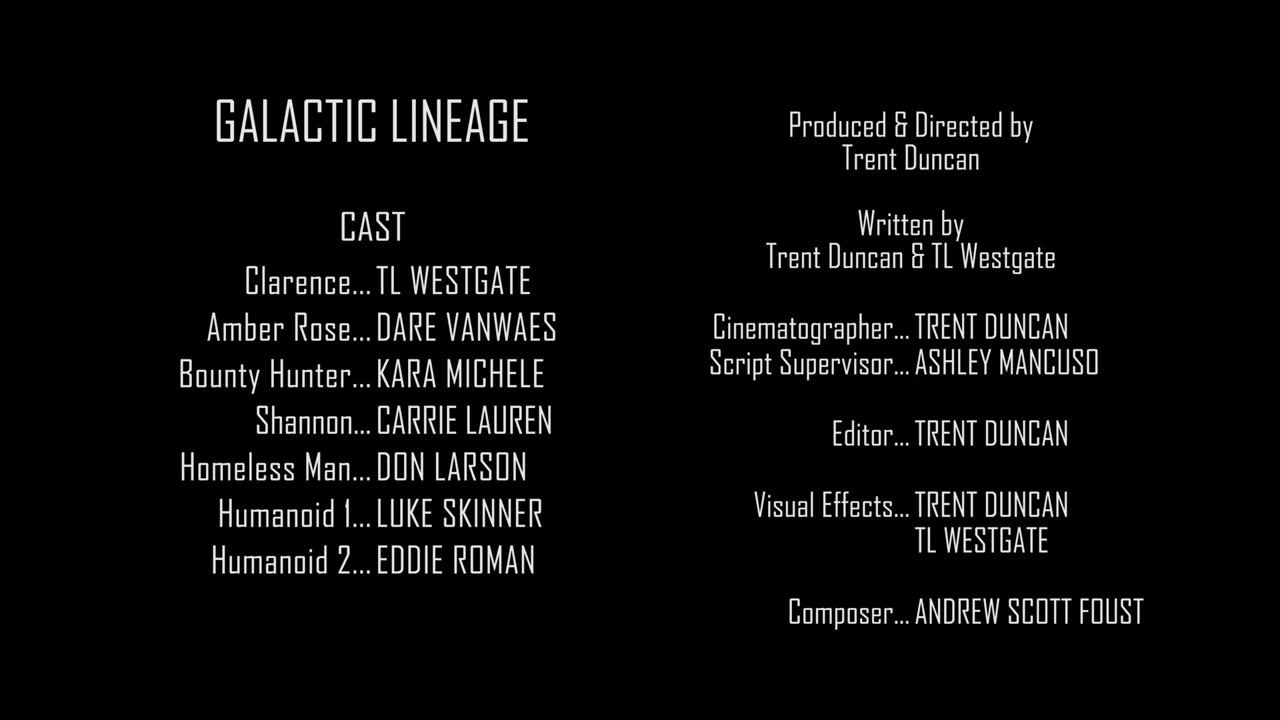 GALACTIC LINEAGE
CAST
Clarence... TL WESTGATE
Amber Rose... DARE VANWAES
Bounty Hunter... KARA MICHELE
Shannon... CARRIE LAUREN
Homeless Man... DON LARSON
Humanoid 1... LUKE SKINNER
Humanoid 2... EDDIE ROMAN
Produced & Directed by
Trent Duncan
Written by
Trent Duncan & TL Westgate
Cinematographer... TRENT DUNCAN
Script Supervisor... ASHLEY MANCUSO
Editor... TRENT DUNCAN
Visual Effects... TRENT DUNCAN
TL WESTGATE
Composer... ANDREW SCOTT FOUST